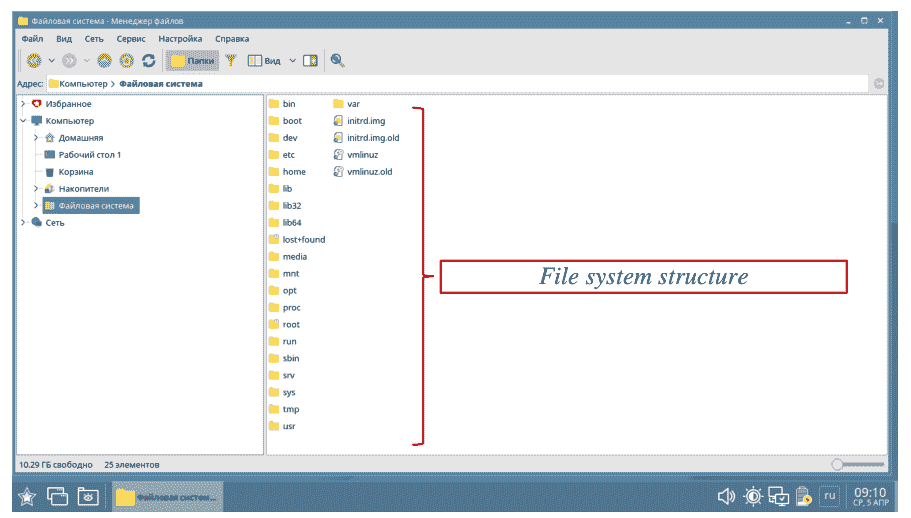 Файловая система - Менеджер файлов
Файл Вид Сеть Сервис Настройка Справка
Папки Вид
Адрес: Компьютер > Файловая система
Избранное
Компьютер
Домашняя
Рабочий стол 1
Корзина
Накопители
Файловая система
Сеть
bin
boot
dev
etc
home
lib
lib32
lib64
lost+found
media
mnt
opt
proc
root
run
sbin
srv
sys
tmp
usr
var
initrd.img
initrd.img.old
vmlinuz
vmlinuz.old
File system structure
10.29 ГБ свободно 25 элементов
Файловая систем...
ru
09:10
СР, 5 АПР